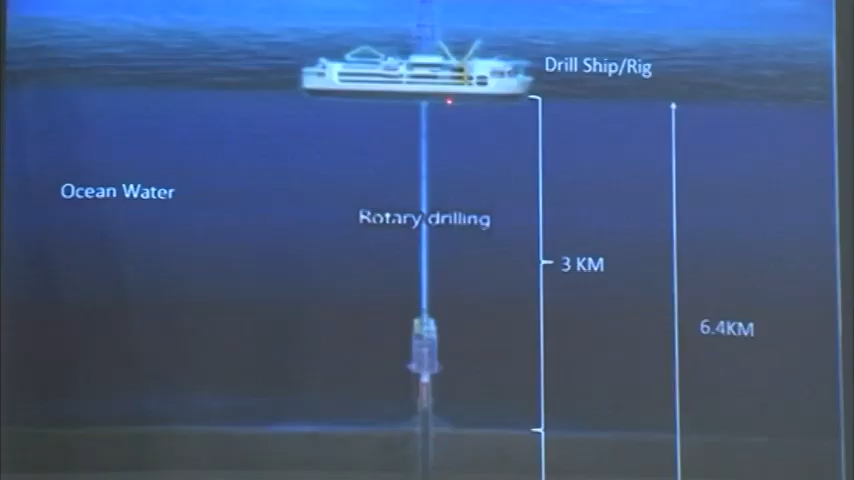 Drill Ship/Rig
Ocean Water
Rotary drilling
3 KM
6.4KM